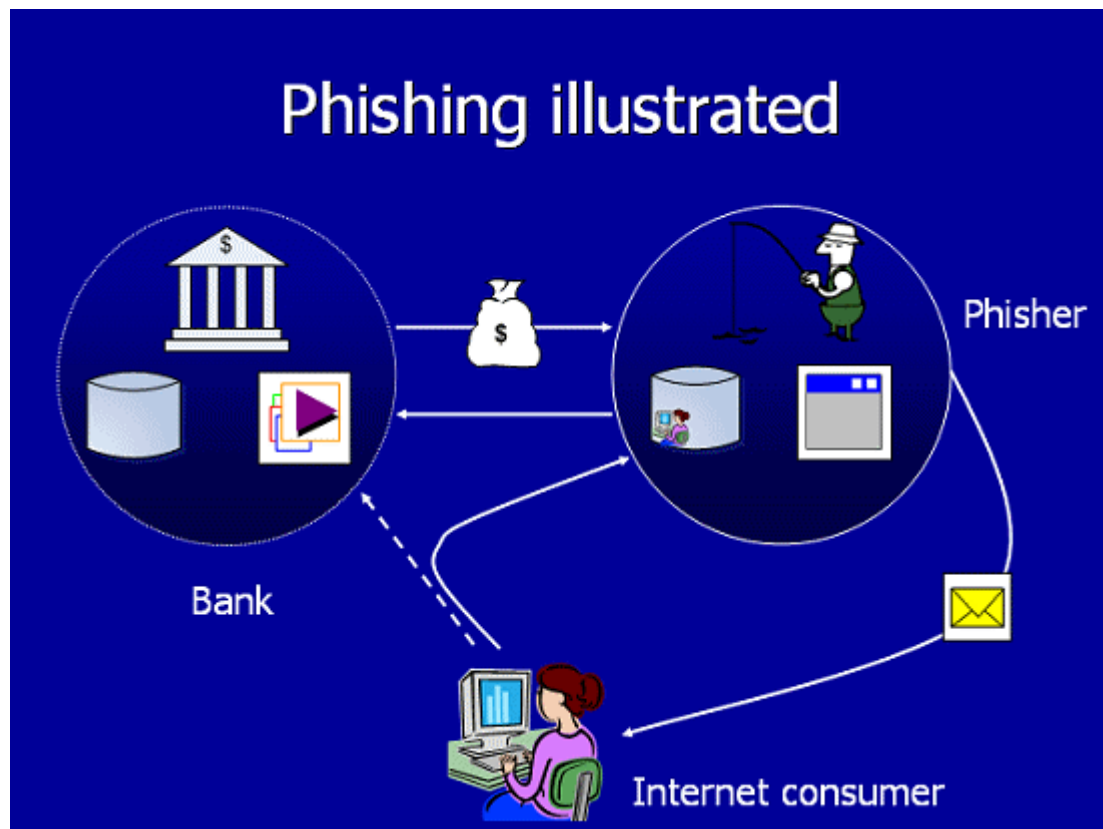 Phishing illustrated
$
$
Phisher
Bank
Internet consumer